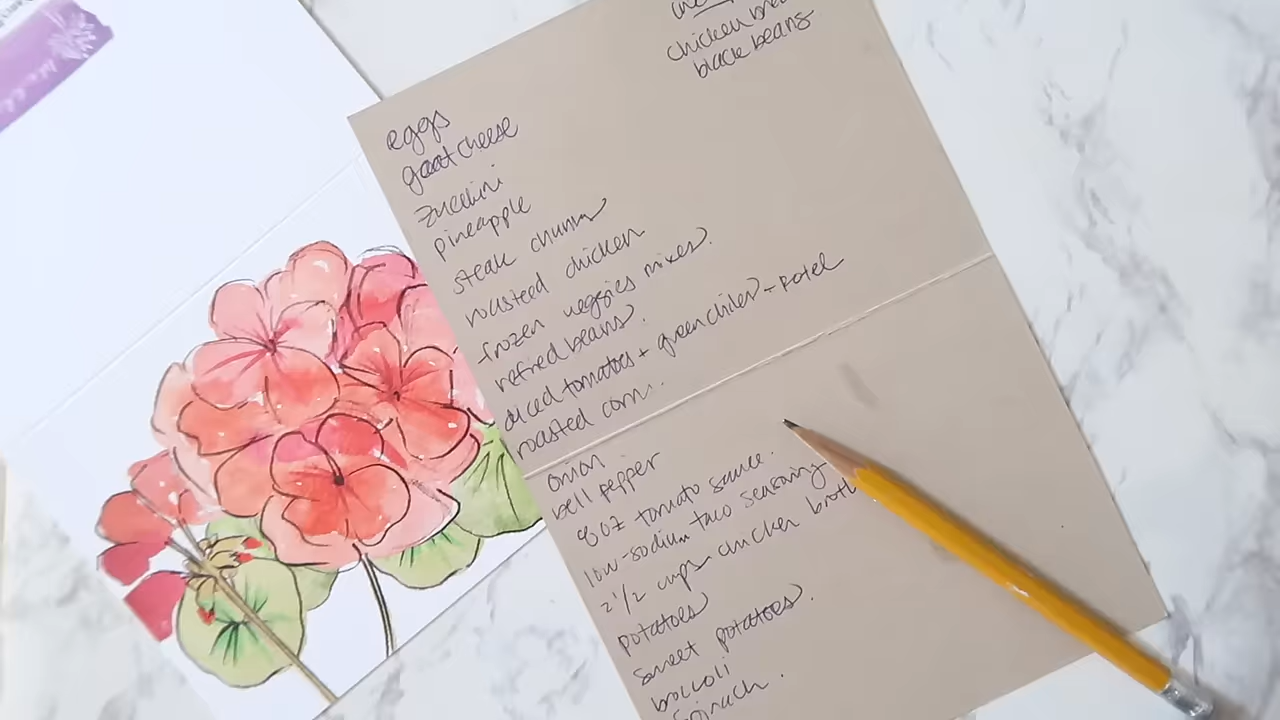 chicken
black beans
eggs
goat cheese
zucchini
pineapple
steak
roasted chicken
frozen veggies mixes
refried beans
diced tomatoes + green chiles - rotel
roasted corn
onion
bell pepper
8oz tomato sauce
low-sodium taco seasoning
2 1/2 cups chicken broth
potatoes
sweet potatoes
broccoli
spinach